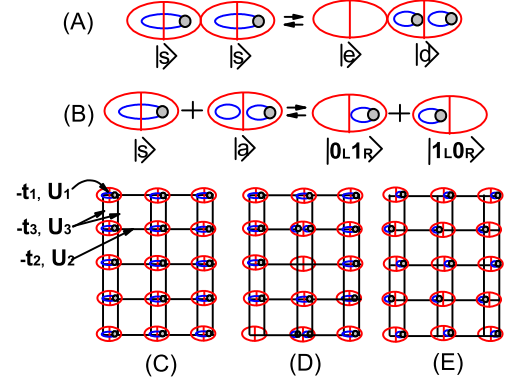 (A)
|s> |s> ⇌ |e> |d>
(B)
+ ⇌ +
|s> |a> |0L1R> |1L0R>
-t1, U1
-t3, U3
-t2, U2
(C) (D) (E)